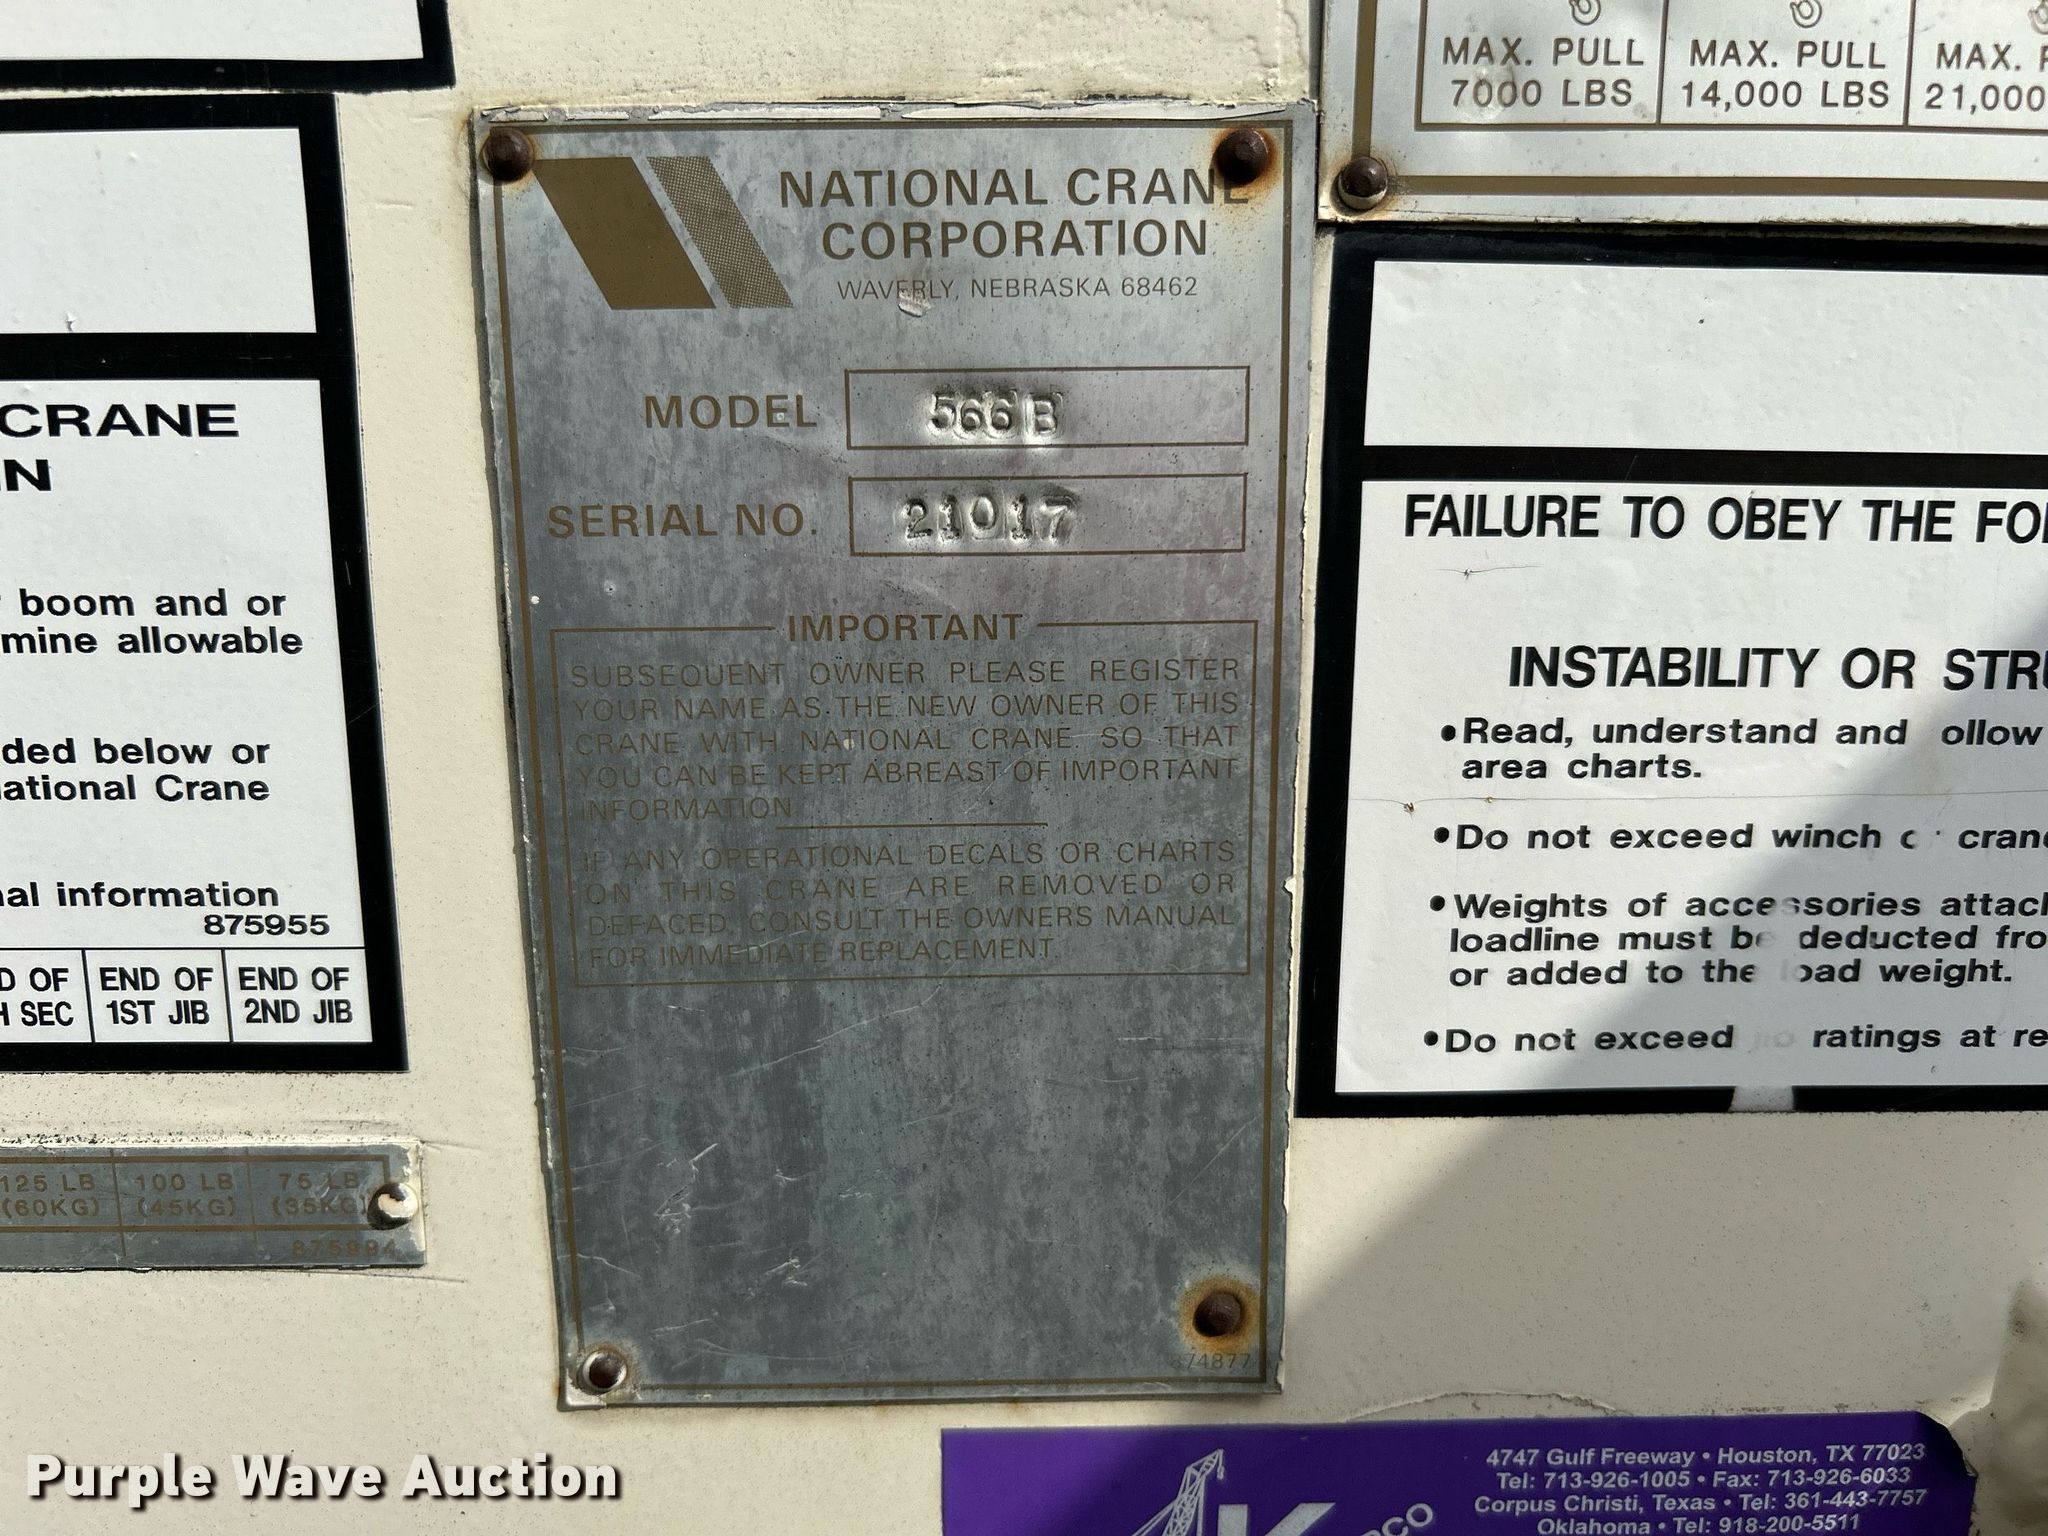 MAX. PULL
7000 LBS
MAX. PULL
14,000 LBS
MAX.
21,000
NATIONAL CRANE
CORPORATION
WAVERLY, NEBRASKA 68462
MODEL 566B
SERIAL NO. 21017
IMPORTANT
SUBSEQUENT OWNER PLEASE REGISTER
YOUR NAME AS THE NEW OWNER OF THIS
CRANE WITH NATIONAL CRANE SO THAT
YOU CAN BE KEPT ABREAST OF IMPORTANT
INFORMATION
IF ANY OPERATIONAL DECALS OR CHARTS
ON THIS CRANE ARE REMOVED OR
DEFACED, CONSULT THE OWNERS MANUAL
FOR IMMEDIATE REPLACEMENT.
874877
CRANE
boom and or
mine allowable
ded below or
ational Crane
al information
875955
D OF
H SEC
END OF
1ST JIB
END OF
2ND JIB
125 LB
(60KG)
100 LB
(45KG)
75 LB
(35KG)
FAILURE TO OBEY THE FO
INSTABILITY OR STR
•Read, understand and ollow
area charts.
•Do not exceed winch cran
•Weights of accessories attach
loadline must be deducted fro
or added to the oad weight.
•Do not exceed ratings at re
4747 Gulf Freeway • Houston, TX 77023
Tel: 713-926-1005 • Fax: 713-926-6033
Corpus Christi, Texas • Tel: 361-443-7757
Oklahoma • Tel: 918-200-5511
Purple Wave Auction